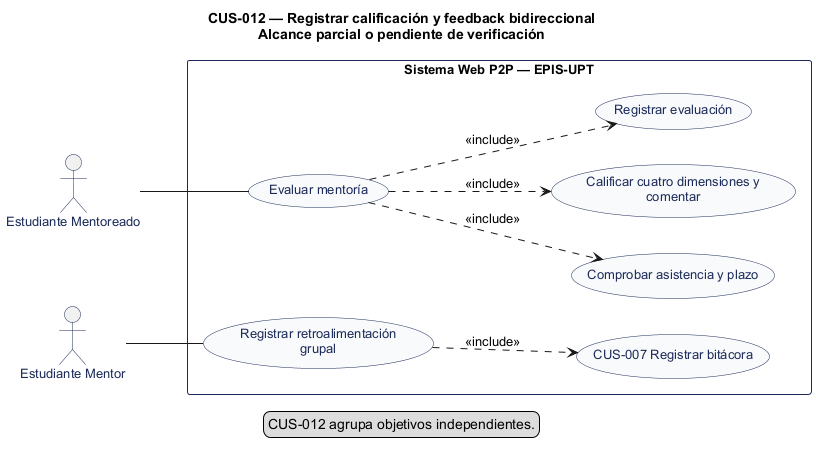 CUS-012 — Registrar calificación y feedback bidireccional
Alcance parcial o pendiente de verificación
Sistema Web P2P — EPIS-UPT
Registrar evaluación
«include»
Evaluar mentoría
«include»
Calificar cuatro dimensiones y
comentar
«include»
Estudiante Mentoreado
Comprobar asistencia y plazo
Registrar retroalimentación
grupal
«include»
CUS-007 Registrar bitácora
Estudiante Mentor
CUS-012 agrupa objetivos independientes.